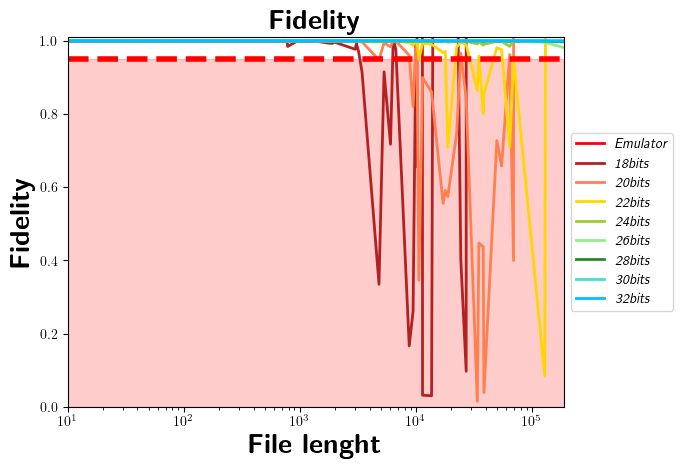 Fidelity
Fidelity
1.0
0.8
0.6
0.4
0.2
0.0
10^1
10^2
10^3
10^4
10^5
File lenght
Emulator
18bits
20bits
22bits
24bits
26bits
28bits
30bits
32bits